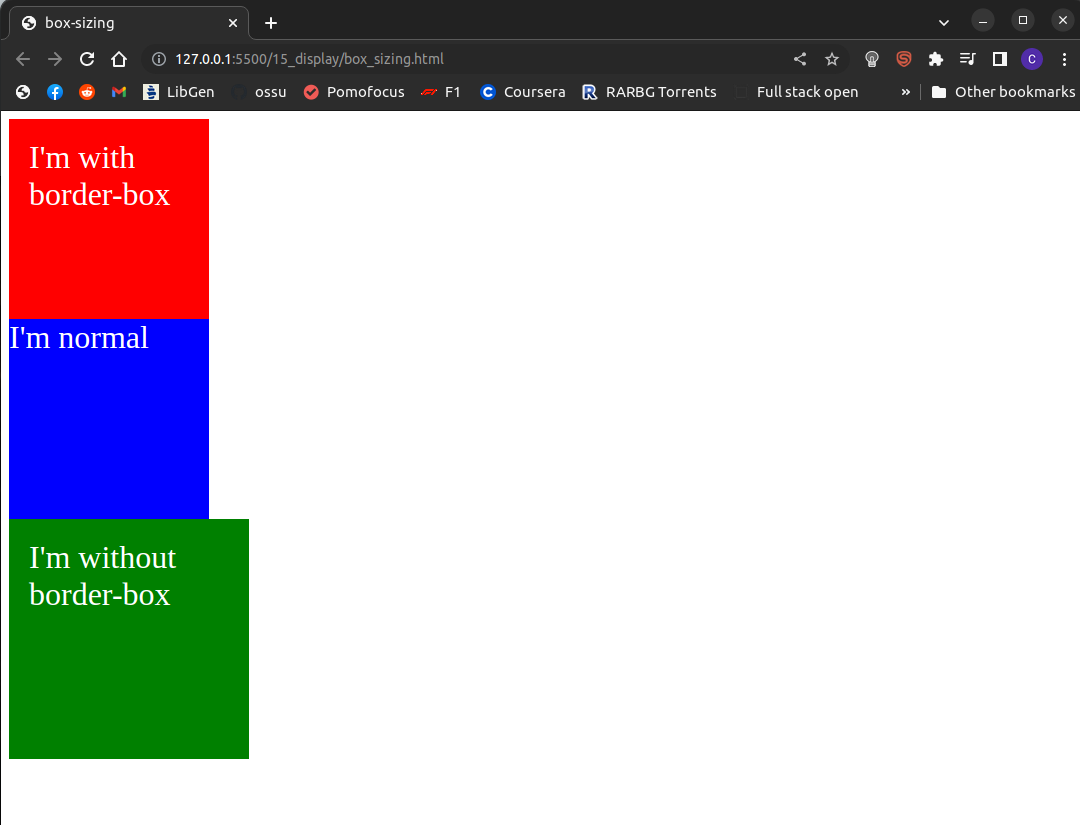 box-sizing
127.0.0.1:5500/15_display/box_sizing.html
C
LibGen ossu Pomofocus F1 Coursera RARBG Torrents Full stack open » Other bookmarks
I'm with
border-box
I'm normal
I'm without
border-box